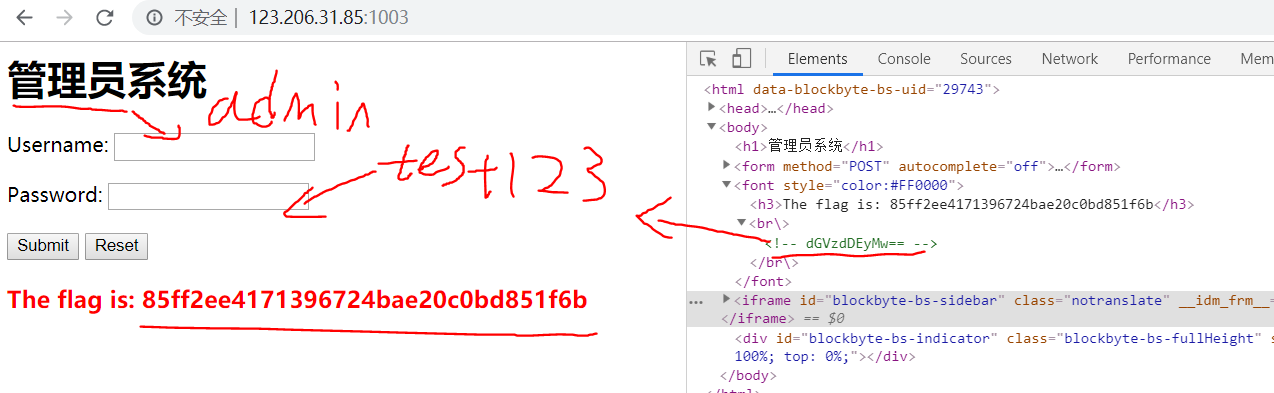 不安全 | 123.206.31.85:1003
管理员系统
admin
Username:
test123
Password:
Submit Reset
The flag is: 85ff2ee4171396724bae20c0bd851f6b
Elements Console Sources Network Performance Mem
<html data-blockbyte-bs-uid="29743">
<head>…</head>
<body>
<h1>管理员系统</h1>
<form method="POST" autocomplete="off">…</form>
<font style="color:#FF0000">
<h3>The flag is: 85ff2ee4171396724bae20c0bd851f6b</h3>
<br\>
<!-- dGVzdDEyMw== -->
</br\>
</font>
<iframe id="blockbyte-bs-sidebar" class="notranslate" __idm_frm__=
</iframe> == $0
<div id="blockbyte-bs-indicator" class="blockbyte-bs-fullHeight" s
100%; top: 0%;"></div>
</body>
</html>